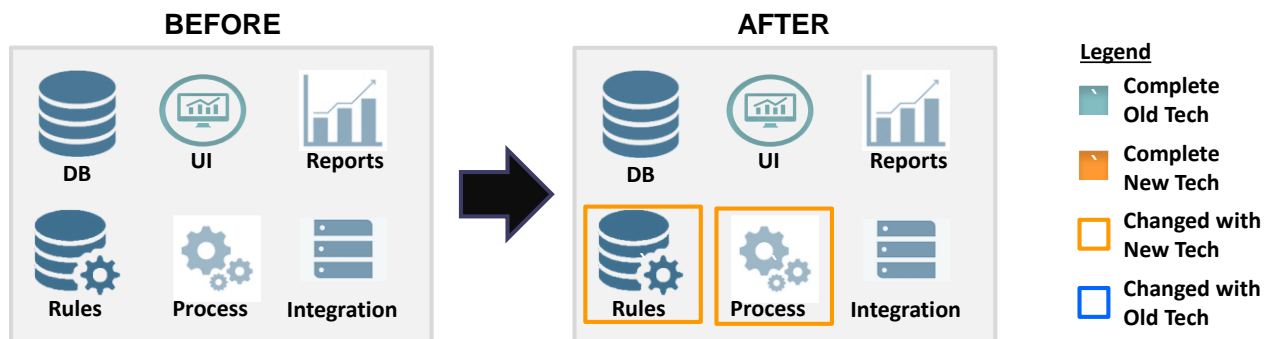 BEFORE
AFTER
DB
UI
Reports
Rules
Process
Integration
DB
UI
Reports
Rules
Process
Integration
Legend
Complete
Old Tech
Complete
New Tech
Changed with
New Tech
Changed with
Old Tech